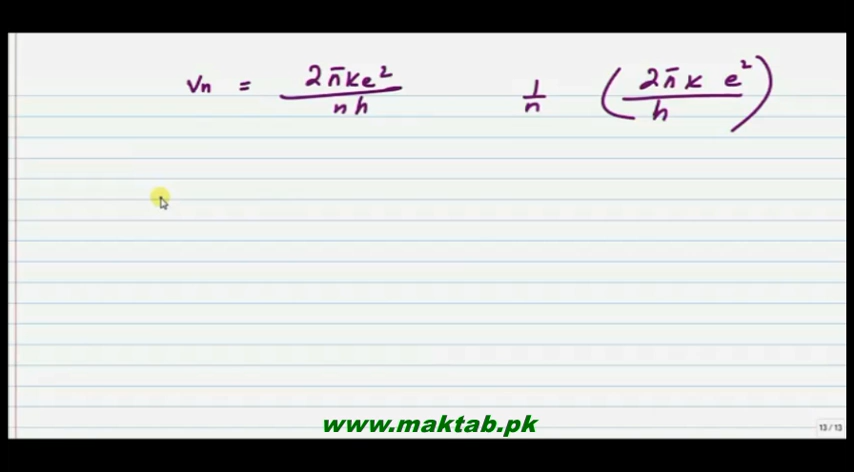 Vn = 2πke² / nh    1/n (2πk e² / h)
www.maktab.pk
13 / 13